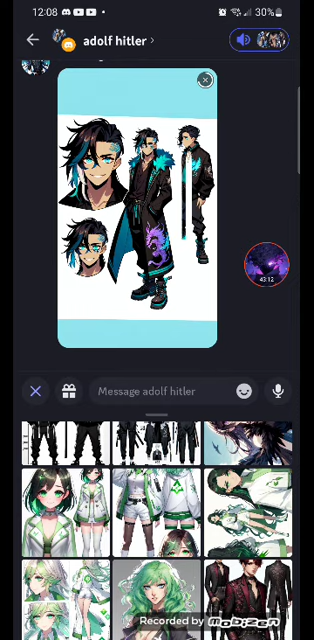 12:08
30%
adolf hitler
43:12
Message adolf hitler
Recorded by mobizen